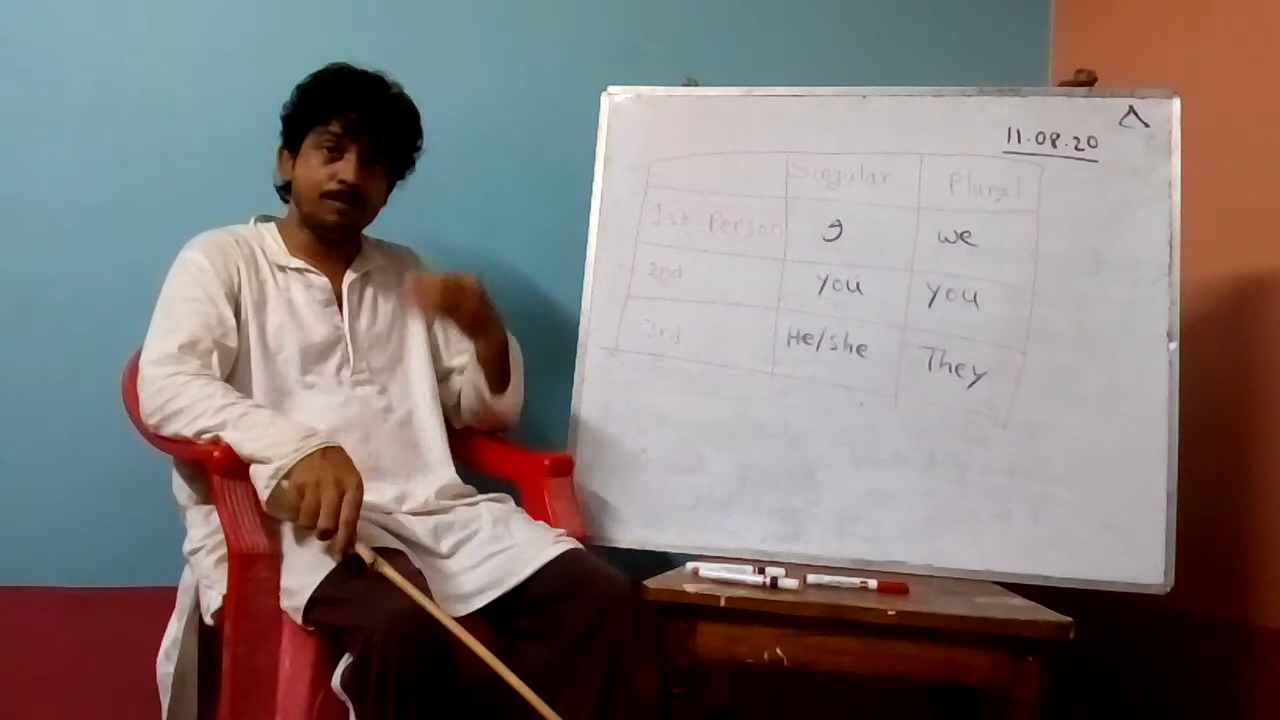 11.08.20
Singular Plural
1st Person I we
2nd you you
3rd He/she They